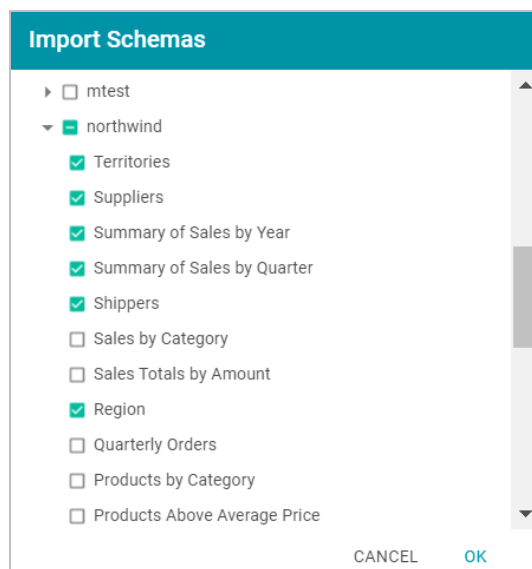 Import Schemas
mtest
northwind
Territories
Suppliers
Summary of Sales by Year
Summary of Sales by Quarter
Shippers
Sales by Category
Sales Totals by Amount
Region
Quarterly Orders
Products by Category
Products Above Average Price
CANCEL OK